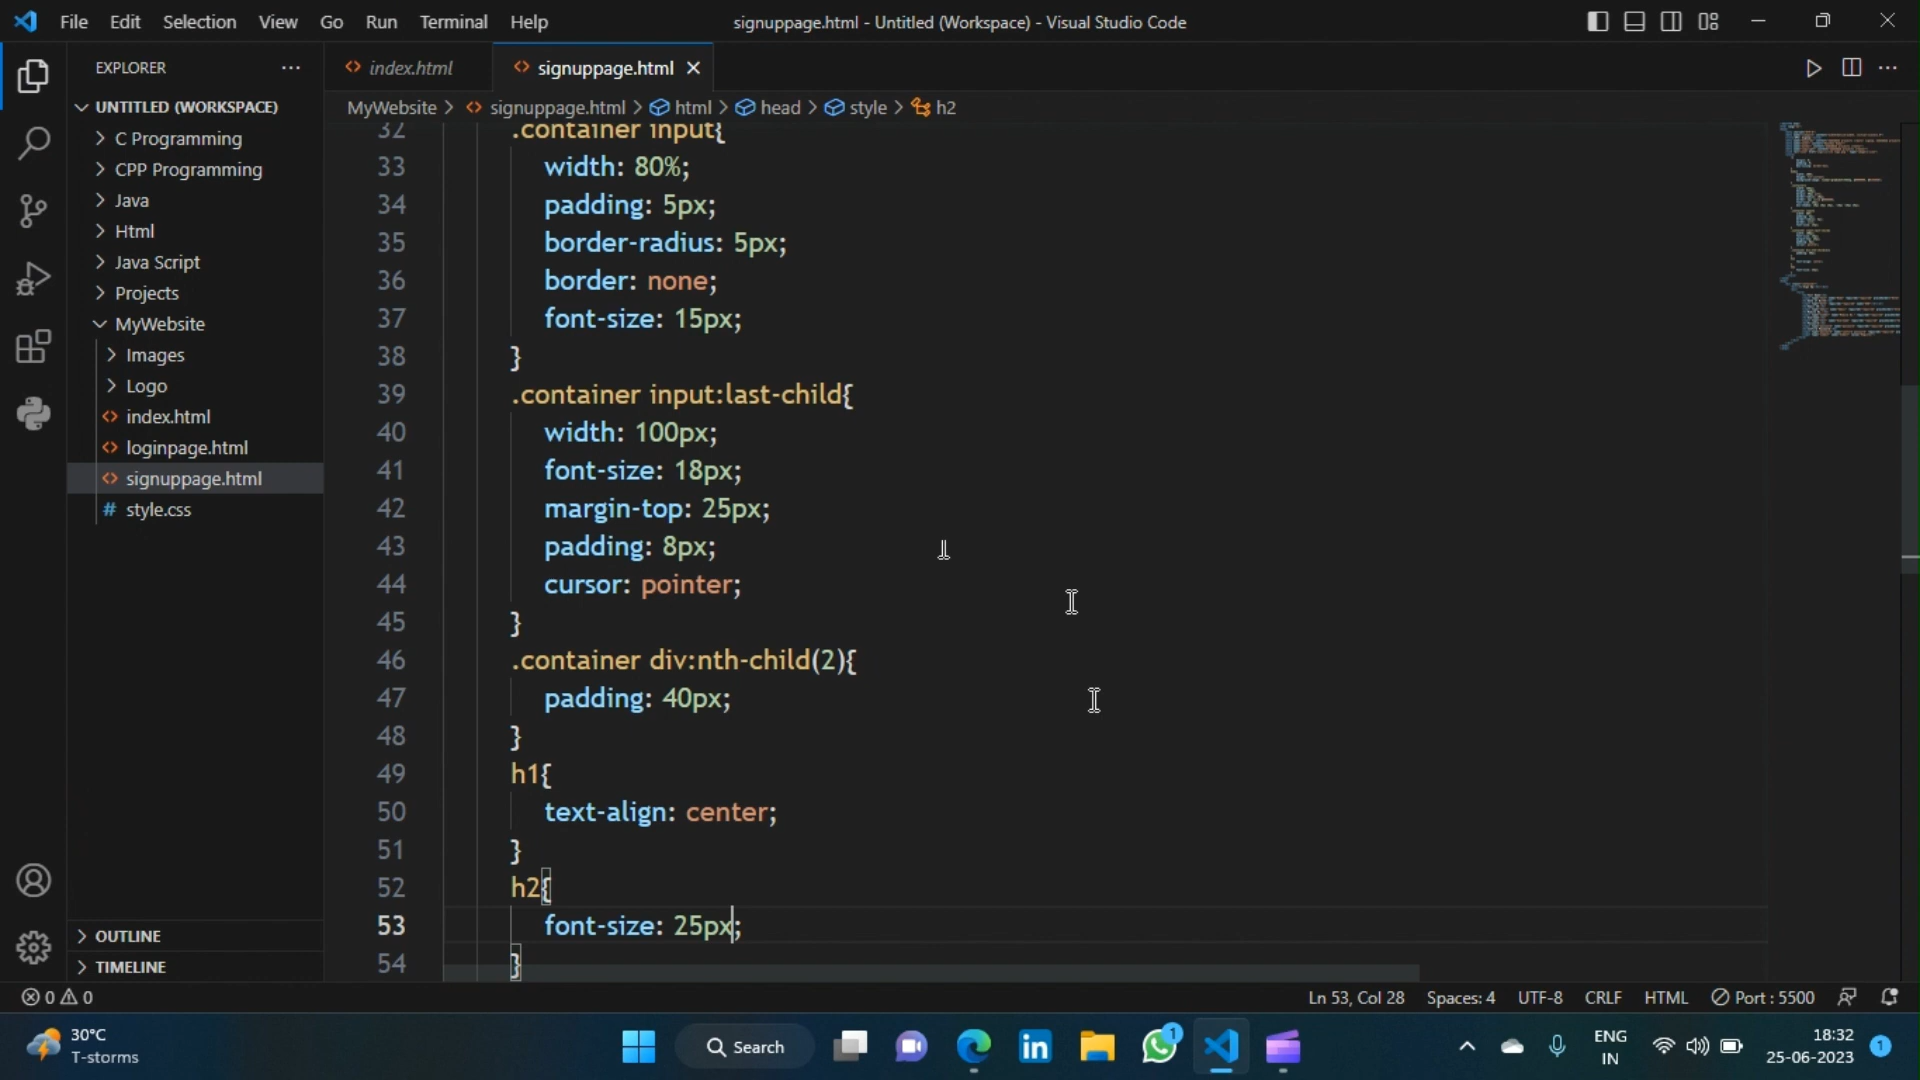 File Edit Selection View Go Run Terminal Help
signuppage.html - Untitled (Workspace) - Visual Studio Code
EXPLORER
UNTITLED (WORKSPACE)
C Programming
CPP Programming
Java
Html
Java Script
Projects
MyWebsite
Images
Logo
index.html
loginpage.html
signuppage.html
# style.css
OUTLINE
TIMELINE
index.html
signuppage.html
MyWebsite > signuppage.html > html > head > style > h2
32 .container input{
33 width: 80%;
34 padding: 5px;
35 border-radius: 5px;
36 border: none;
37 font-size: 15px;
38 }
39 .container input:last-child{
40 width: 100px;
41 font-size: 18px;
42 margin-top: 25px;
43 padding: 8px;
44 cursor: pointer;
45 }
46 .container div:nth-child(2){
47 padding: 40px;
48 }
49 h1{
50 text-align: center;
51 }
52 h2{
53 font-size: 25px;
54 }
0 0
Ln 53, Col 28 Spaces: 4 UTF-8 CRLF HTML Port : 5500
30°C
T-storms
Search
1
ENG
IN
18:32
25-06-2023
1